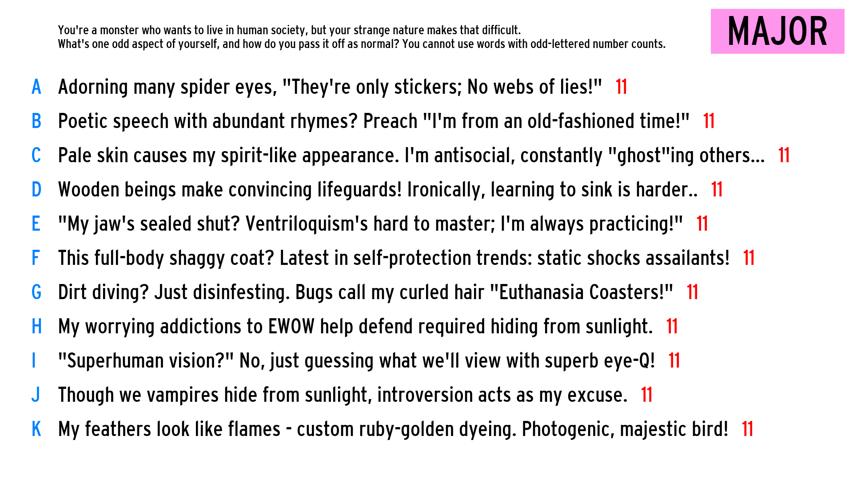 You're a monster who wants to live in human society, but your strange nature makes that difficult.
What's one odd aspect of yourself, and how do you pass it off as normal? You cannot use words with odd-lettered number counts.
MAJOR
A Adorning many spider eyes, "They're only stickers; No webs of lies!" 11
B Poetic speech with abundant rhymes? Preach "I'm from an old-fashioned time!" 11
C Pale skin causes my spirit-like appearance. I'm antisocial, constantly "ghost"ing others... 11
D Wooden beings make convincing lifeguards! Ironically, learning to sink is harder.. 11
E "My jaw's sealed shut? Ventriloquism's hard to master; I'm always practicing!" 11
F This full-body shaggy coat? Latest in self-protection trends: static shocks assailants! 11
G Dirt diving? Just disinfesting. Bugs call my curled hair "Euthanasia Coasters!" 11
H My worrying addictions to EWOW help defend required hiding from sunlight. 11
I "Superhuman vision?" No, just guessing what we'll view with superb eye-Q! 11
J Though we vampires hide from sunlight, introversion acts as my excuse. 11
K My feathers look like flames - custom ruby-golden dyeing. Photogenic, majestic bird! 11